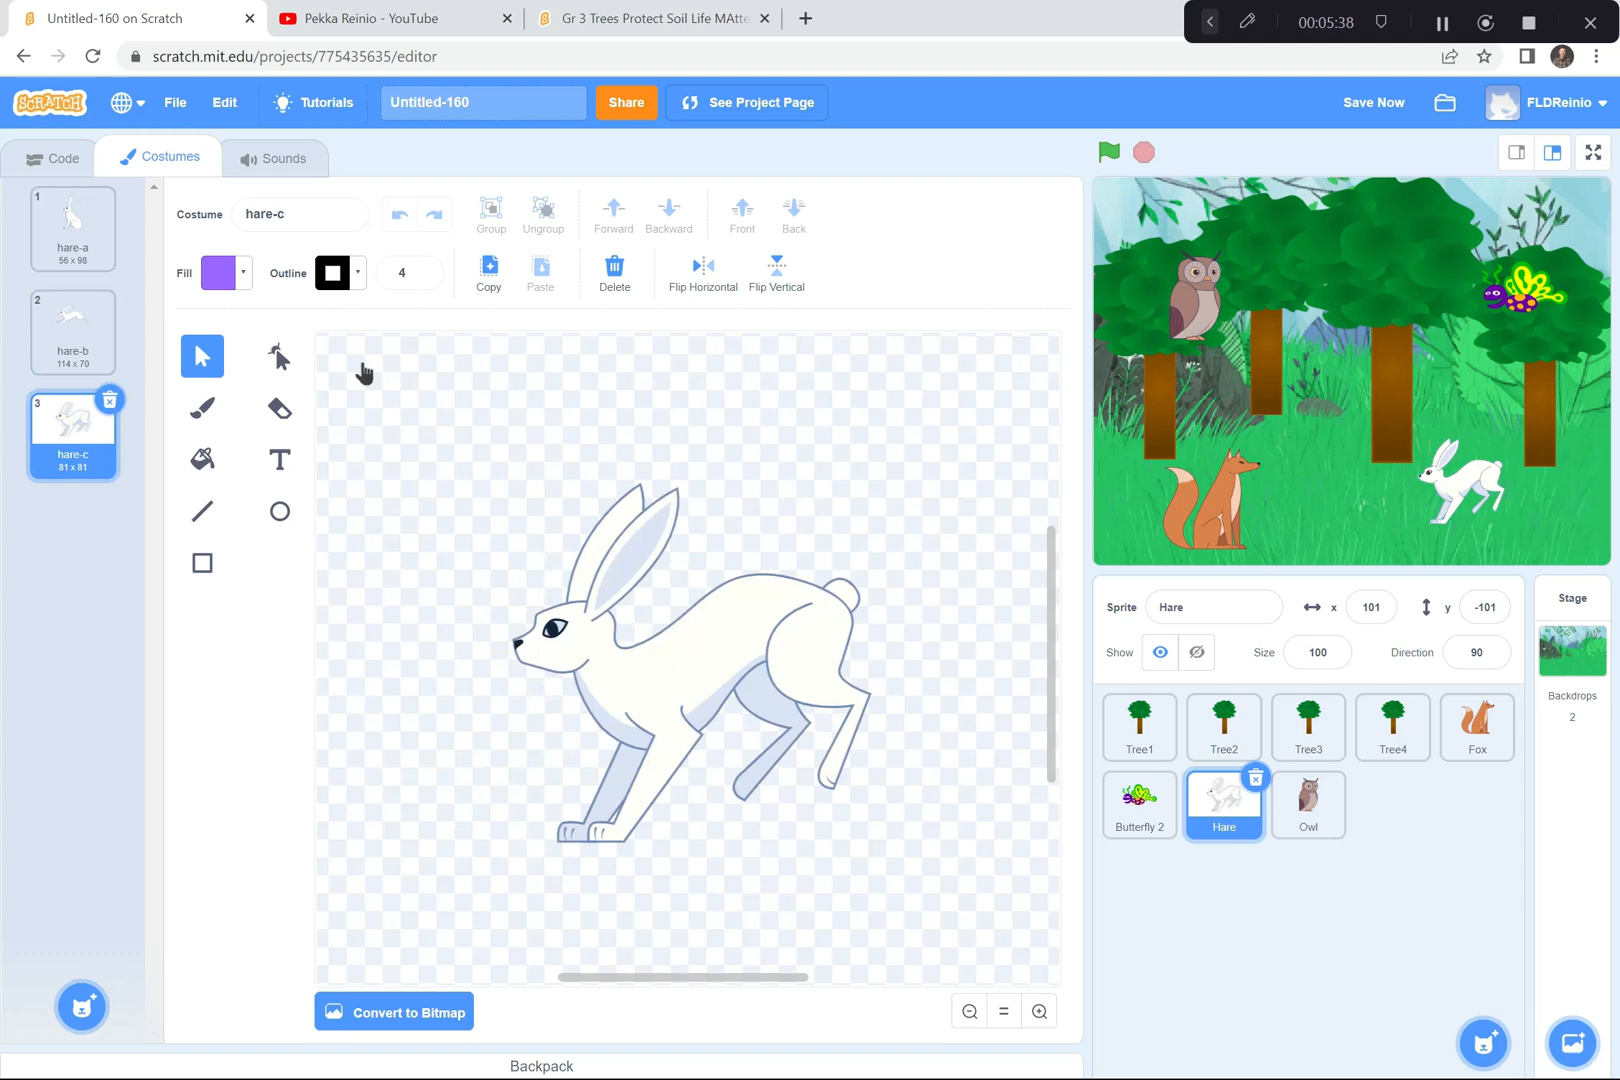 Untitled-160 on Scratch
Pekka Reinio - YouTube
Gr 3 Trees Protect Soil Life MAtte
00:05:38
scratch.mit.edu/projects/775435635/editor
SCRATCH
File
Edit
Tutorials
Untitled-160
Share
See Project Page
Save Now
FLDReinio
Code
Costumes
Sounds
1
hare-a
56 x 98
2
hare-b
114 x 70
3
hare-c
81 x 81
Costume
hare-c
Group
Ungroup
Forward
Backward
Front
Back
Fill
Outline
4
Copy
Paste
Delete
Flip Horizontal
Flip Vertical
T
Convert to Bitmap
Backpack
Sprite
Hare
x
101
y
-101
Show
Size
100
Direction
90
Stage
Backdrops
2
Tree1
Tree2
Tree3
Tree4
Fox
Butterfly 2
Hare
Owl